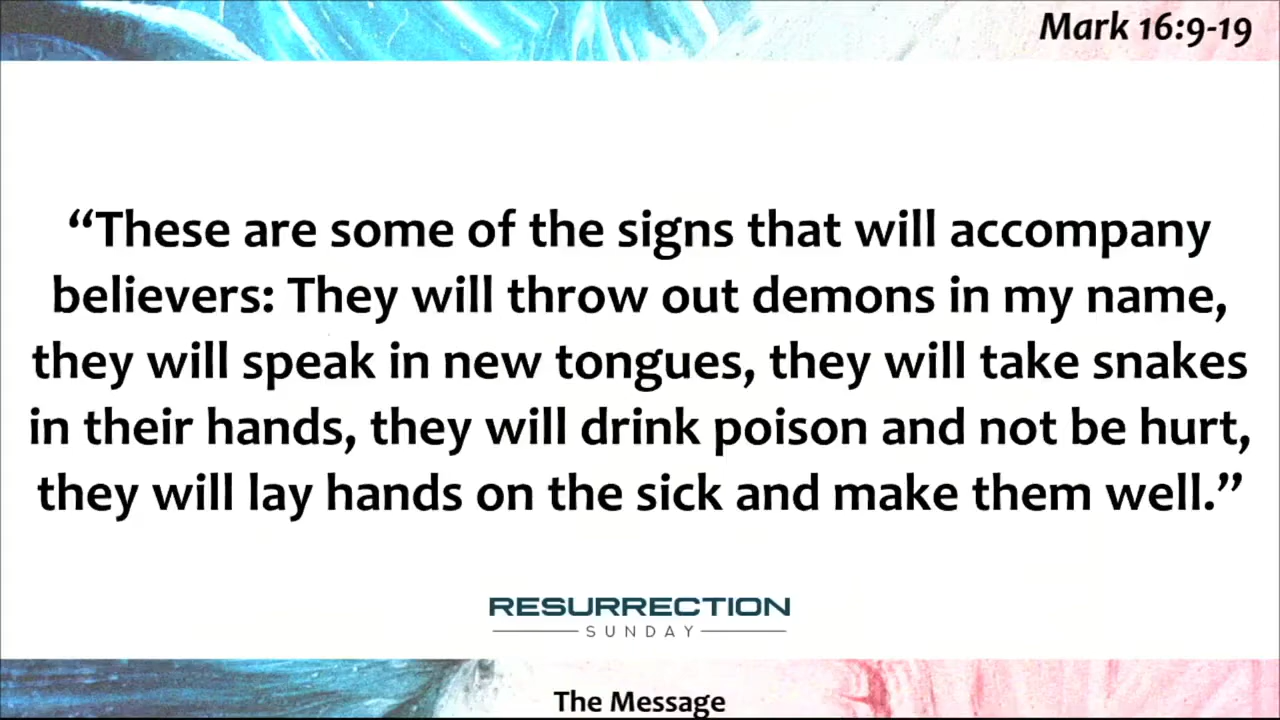 Mark 16:9-19
“These are some of the signs that will accompany
believers: They will throw out demons in my name,
they will speak in new tongues, they will take snakes
in their hands, they will drink poison and not be hurt,
they will lay hands on the sick and make them well.”
RESURRECTION
SUNDAY
The Message